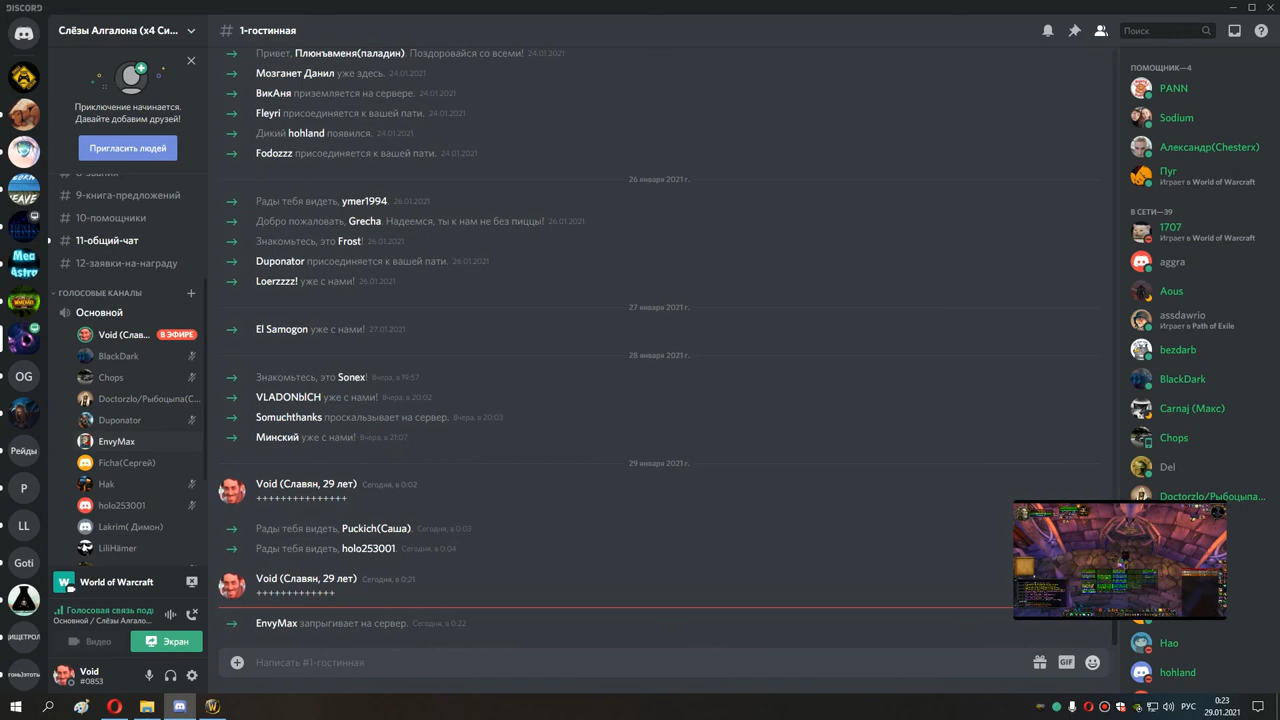 DISCORD
Слёзы Алгалона (x4 Си...
# 1-гостинная
Поиск
Приключение начинается.
Давайте добавим друзей!
Пригласить людей
# 9-книга-предложений
# 10-помощники
# 11-общий-чат
# 12-заявки-на-награду
ГОЛОСОВЫЕ КАНАЛЫ
Основной
Void (Слав... В ЭФИРЕ
BlackDark
Chops
Doctorzlo/Рыбоцыпа(С...
Duponator
EnvyMax
Ficha(Сергей)
Hak
holo253001
Lakrim( Димон)
LiliHämer
World of Warcraft
Голосовая связь подк
Основной / Слёзы Алгало...
Видео
Экран
Void
#0853
OG
Рейды
P
LL
Goti
Mea
Astro
Привет, Плюньвменя(паладин). Поздоровайся со всеми! 24.01.2021
Мозганет Данил уже здесь. 24.01.2021
ВикАня приземляется на сервере. 24.01.2021
Fleyri присоединяется к вашей пати. 24.01.2021
Дикий hohland появился. 24.01.2021
Fodozzz присоединяется к вашей пати. 24.01.2021
26 января 2021 г.
Рады тебя видеть, ymer1994. 26.01.2021
Добро пожаловать, Grecha. Надеемся, ты к нам не без пиццы! 26.01.2021
Знакомьтесь, это Frost! 26.01.2021
Duponator присоединяется к вашей пати. 26.01.2021
Loerzzzz! уже с нами! 26.01.2021
27 января 2021 г.
El Samogon уже с нами! 27.01.2021
28 января 2021 г.
Знакомьтесь, это Sonex! Вчера, в 19:57
VLADONbICH уже с нами! Вчера, в 20:02
Somuchthanks проскальзывает на сервер. Вчера, в 20:03
Минский уже с нами! Вчера, в 21:07
29 января 2021 г.
Void (Славян, 29 лет) Сегодня, в 0:02
+++++++++++++++
Рады тебя видеть, Puckich(Саша). Сегодня, в 0:03
Рады тебя видеть, holo253001. Сегодня, в 0:04
Void (Славян, 29 лет) Сегодня, в 0:21
+++++++++++++
EnvyMax запрыгивает на сервер. Сегодня, в 0:22
Написать #1-гостинная
GIF
ПОМОЩНИК—4
PANN
Sodium
Александр(Chesterx)
Пуг
Играет в World of Warcraft
В СЕТИ—39
1707
Играет в World of Warcraft
aggra
Aous
assdawrio
Играет в Path of Exile
bezdarb
BlackDark
Carnaj (Макс)
Chops
Del
Doctorzlo/Рыбоцыпа...
Hao
hohland
РУС
0:23
29.01.2021